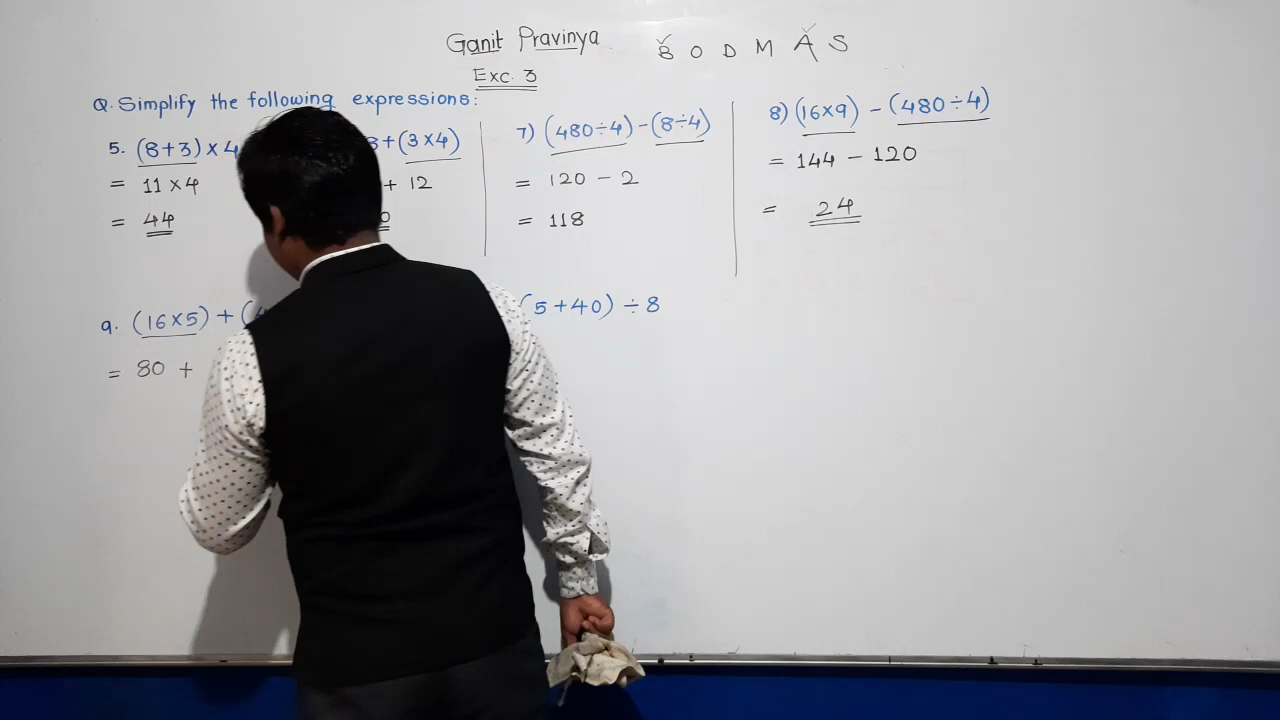 Ganit Pravinya
B O D M A S
Exc. 3
Q. Simplify the following expressions:
5. (8+3)×4
= 11×4
= 44
+(3×4)
+ 12
7) (480÷4)-(8÷4)
= 120 - 2
= 118
8) (16×9) - (480÷4)
= 144 - 120
= 24
9. (16×5) + (
= 80 +
(5+40) ÷ 8